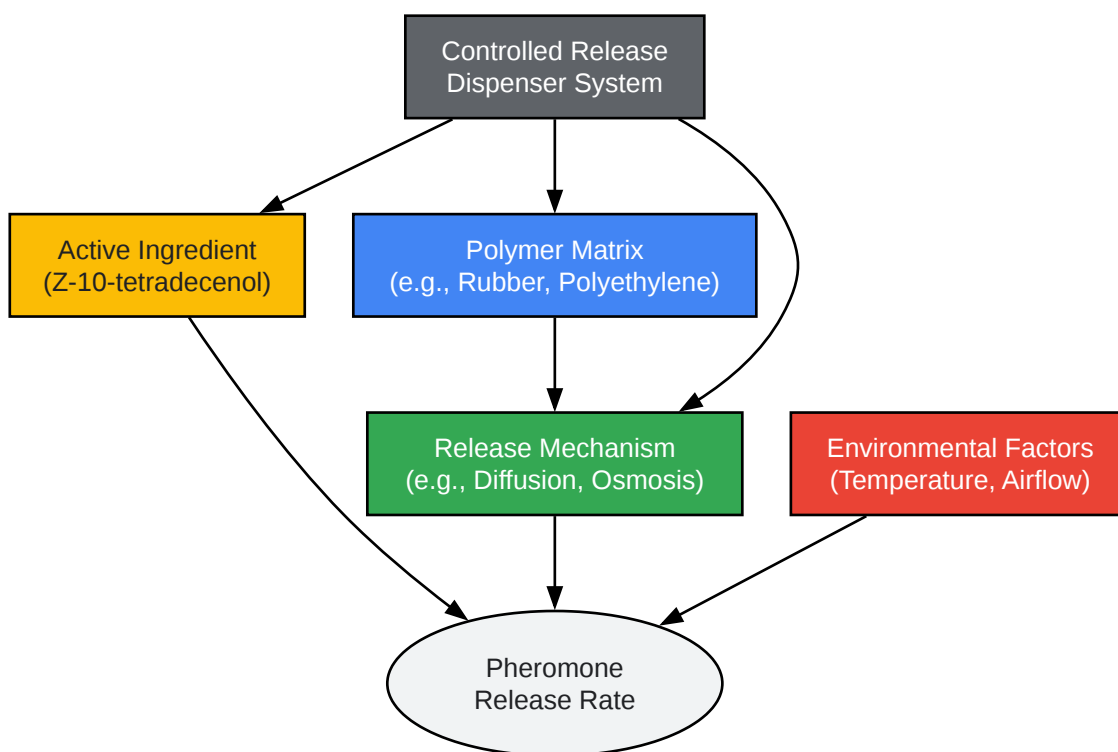 Controlled Release
Dispenser System
Active Ingredient
(Z-10-tetradecenol)
Polymer Matrix
(e.g., Rubber, Polyethylene)
Release Mechanism
(e.g., Diffusion, Osmosis)
Environmental Factors
(Temperature, Airflow)
Pheromone
Release Rate